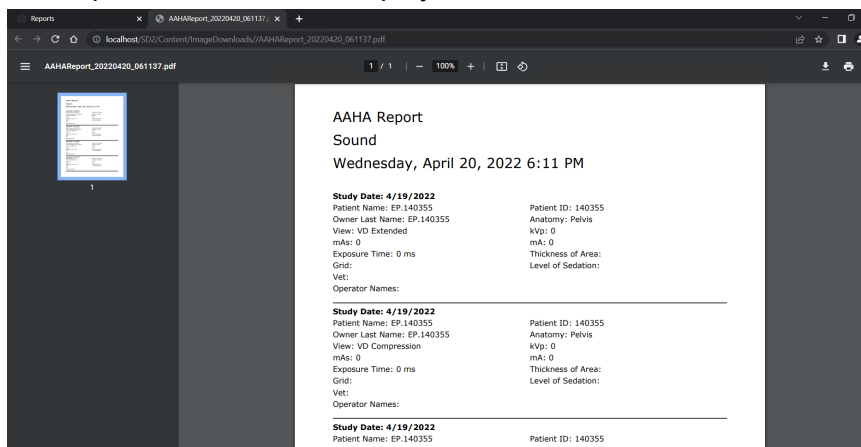 Reports
AAHAReport_20220420_061137.
localhost/SD2/Content/ImageDownloads//AAHAReport_20220420_061137.pdf
AAHAReport_20220420_061137.pdf
1 / 1
100%
1
AAHA Report
Sound
Wednesday, April 20, 2022 6:11 PM
Study Date: 4/19/2022
Patient Name: EP.140355 Patient ID: 140355
Owner Last Name: EP.140355 Anatomy: Pelvis
View: VD Extended kVp: 0
mAs: 0 mA: 0
Exposure Time: 0 ms Thickness of Area:
Grid: Level of Sedation:
Vet:
Operator Names:
Study Date: 4/19/2022
Patient Name: EP.140355 Patient ID: 140355
Owner Last Name: EP.140355 Anatomy: Pelvis
View: VD Compression kVp: 0
mAs: 0 mA: 0
Exposure Time: 0 ms Thickness of Area:
Grid: Level of Sedation:
Vet:
Operator Names:
Study Date: 4/19/2022
Patient Name: EP.140355 Patient ID: 140355